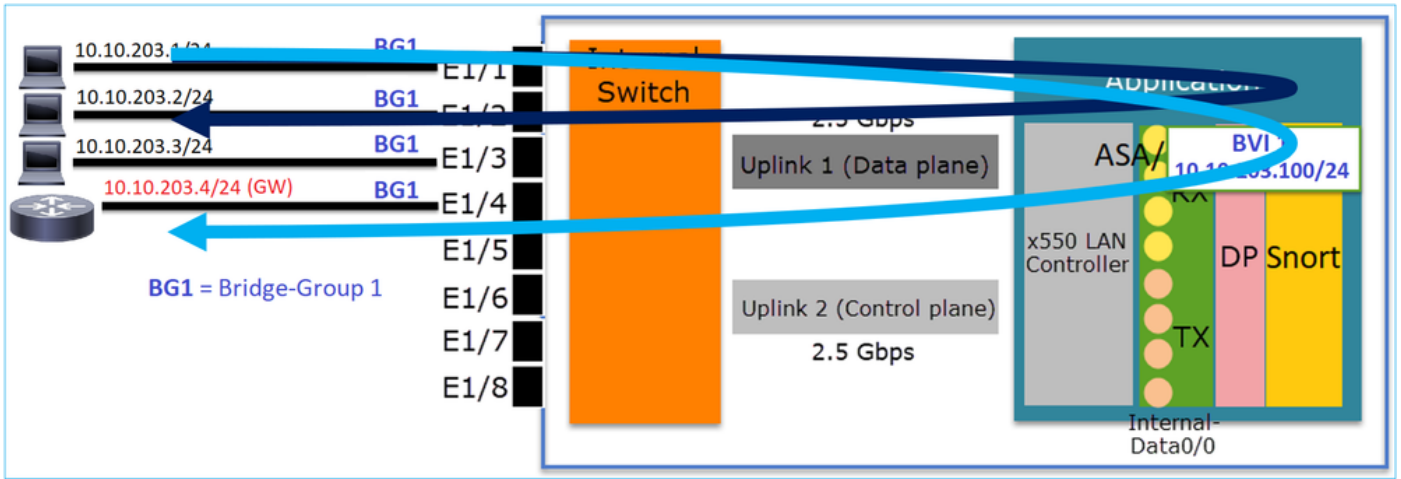 10.10.203.1/24
BG1
E1/1
10.10.203.2/24
BG1
E1/2
10.10.203.3/24
BG1
E1/3
10.10.203.4/24 (GW)
BG1
E1/4
E1/5
E1/6
E1/7
E1/8
BG1 = Bridge-Group 1
Internal
Switch
2.5 Gbps
Uplink 1 (Data plane)
Uplink 2 (Control plane)
2.5 Gbps
Application
ASA/
BVI
10.10.203.100/24
RX
x550 LAN
Controller
DP
Snort
TX
Internal-
Data0/0